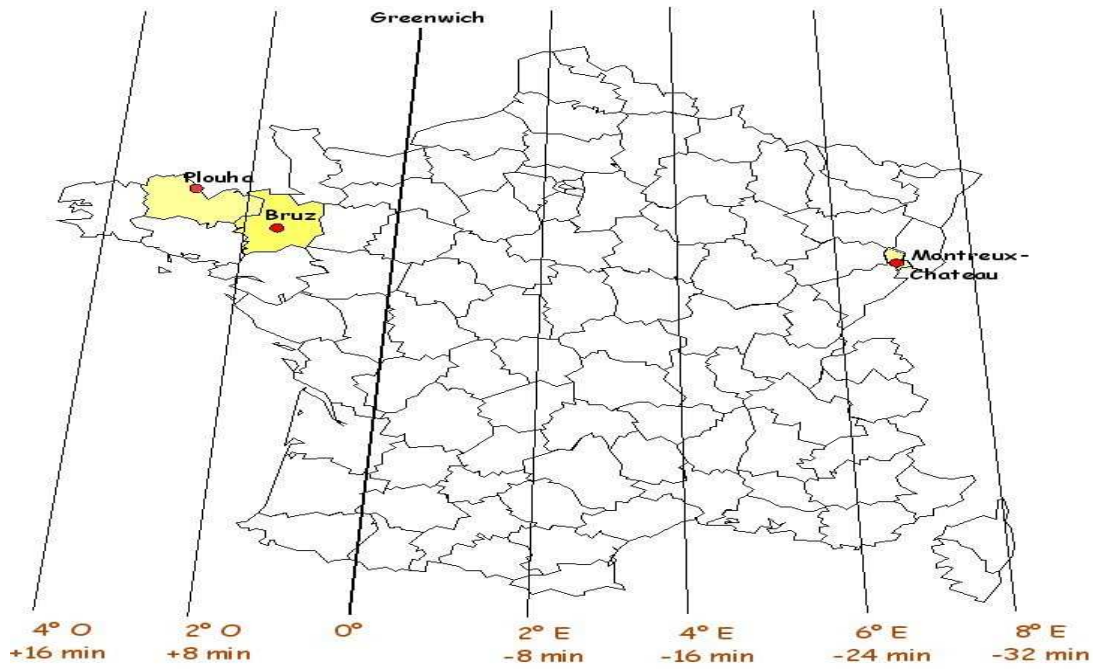 Greenwich
Plouha
Bruz
Montreux-
Chateau
4° O 2° O 0° 2° E 4° E 6° E 8° E
+16 min +8 min -8 min -16 min -24 min -32 min